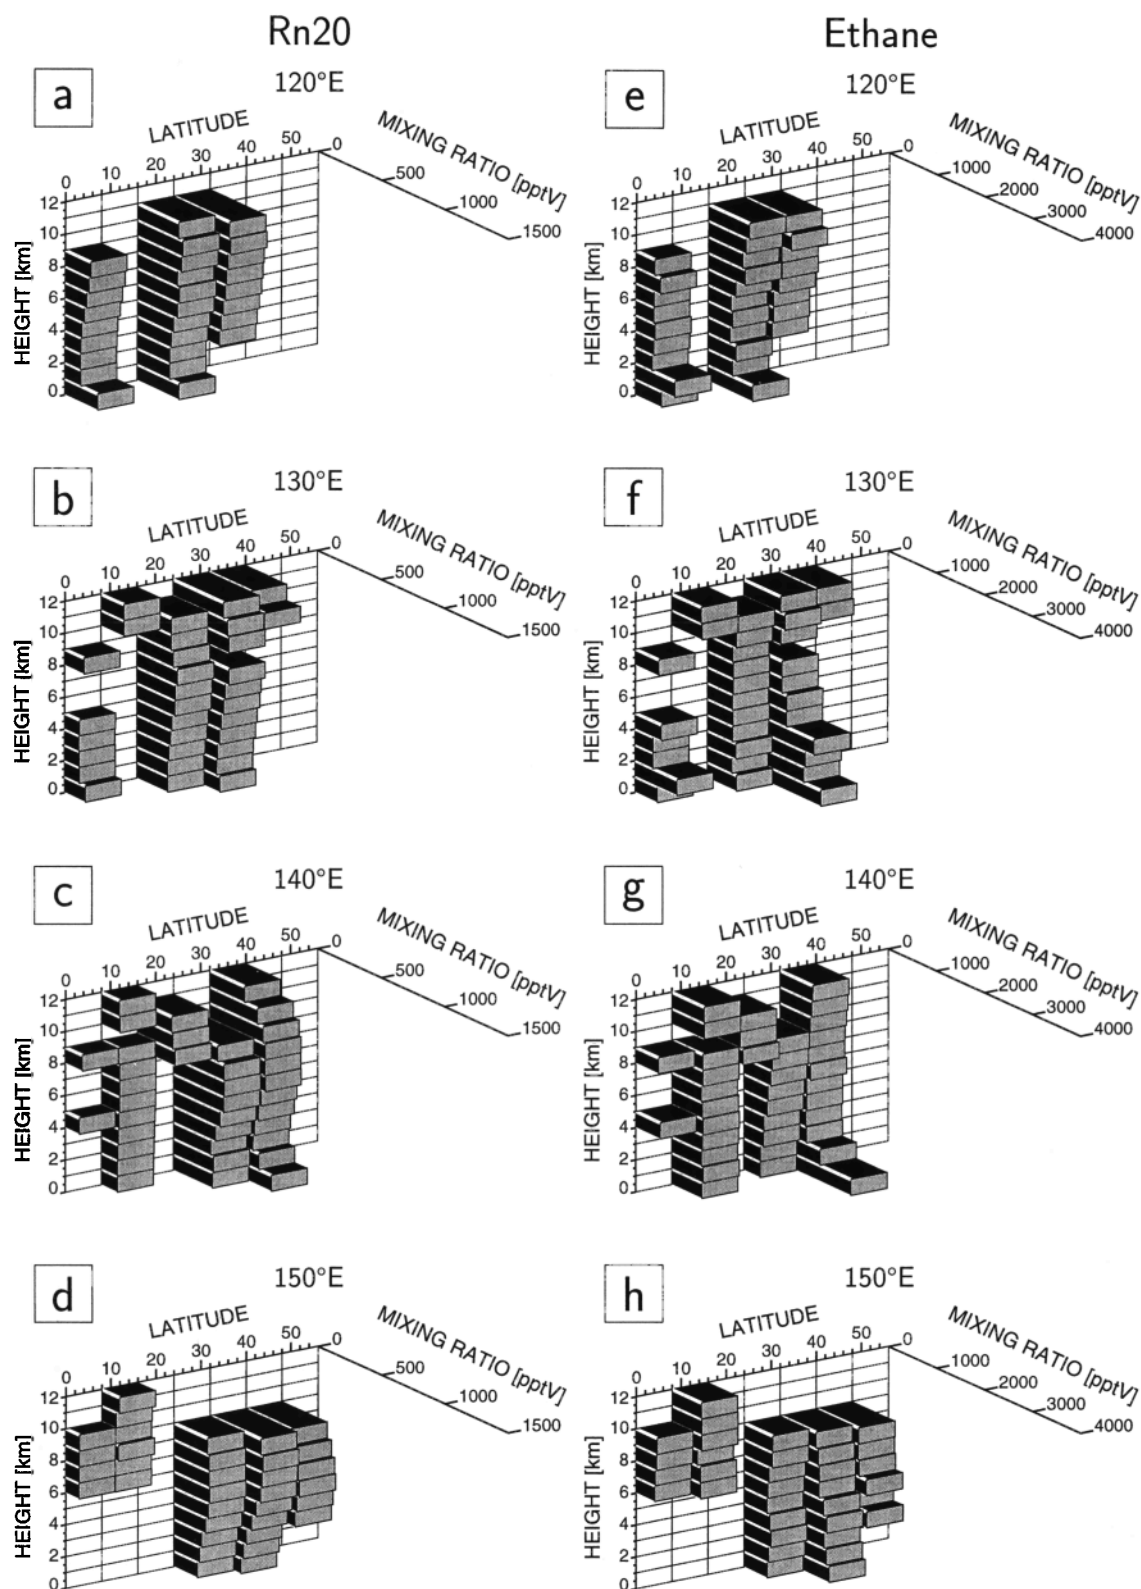 Rn20
Ethane
a
120°E
LATITUDE
0 10 20 30 40 50
MIXING RATIO [pptV]
0 500 1000 1500
HEIGHT [km]
12
10
8
6
4
2
0
e
120°E
LATITUDE
0 10 20 30 40 50
MIXING RATIO [pptV]
0 1000 2000 3000 4000
HEIGHT [km]
12
10
8
6
4
2
0
b
130°E
LATITUDE
0 10 20 30 40 50
MIXING RATIO [pptV]
0 500 1000 1500
HEIGHT [km]
12
10
8
6
4
2
0
f
130°E
LATITUDE
0 10 20 30 40 50
MIXING RATIO [pptV]
0 1000 2000 3000 4000
HEIGHT [km]
12
10
8
6
4
2
0
c
140°E
LATITUDE
0 10 20 30 40 50
MIXING RATIO [pptV]
0 500 1000 1500
HEIGHT [km]
12
10
8
6
4
2
0
g
140°E
LATITUDE
0 10 20 30 40 50
MIXING RATIO [pptV]
0 1000 2000 3000 4000
HEIGHT [km]
12
10
8
6
4
2
0
d
150°E
LATITUDE
0 10 20 30 40 50
MIXING RATIO [pptV]
0 500 1000 1500
HEIGHT [km]
12
10
8
6
4
2
0
h
150°E
LATITUDE
0 10 20 30 40 50
MIXING RATIO [pptV]
0 1000 2000 3000 4000
HEIGHT [km]
12
10
8
6
4
2
0